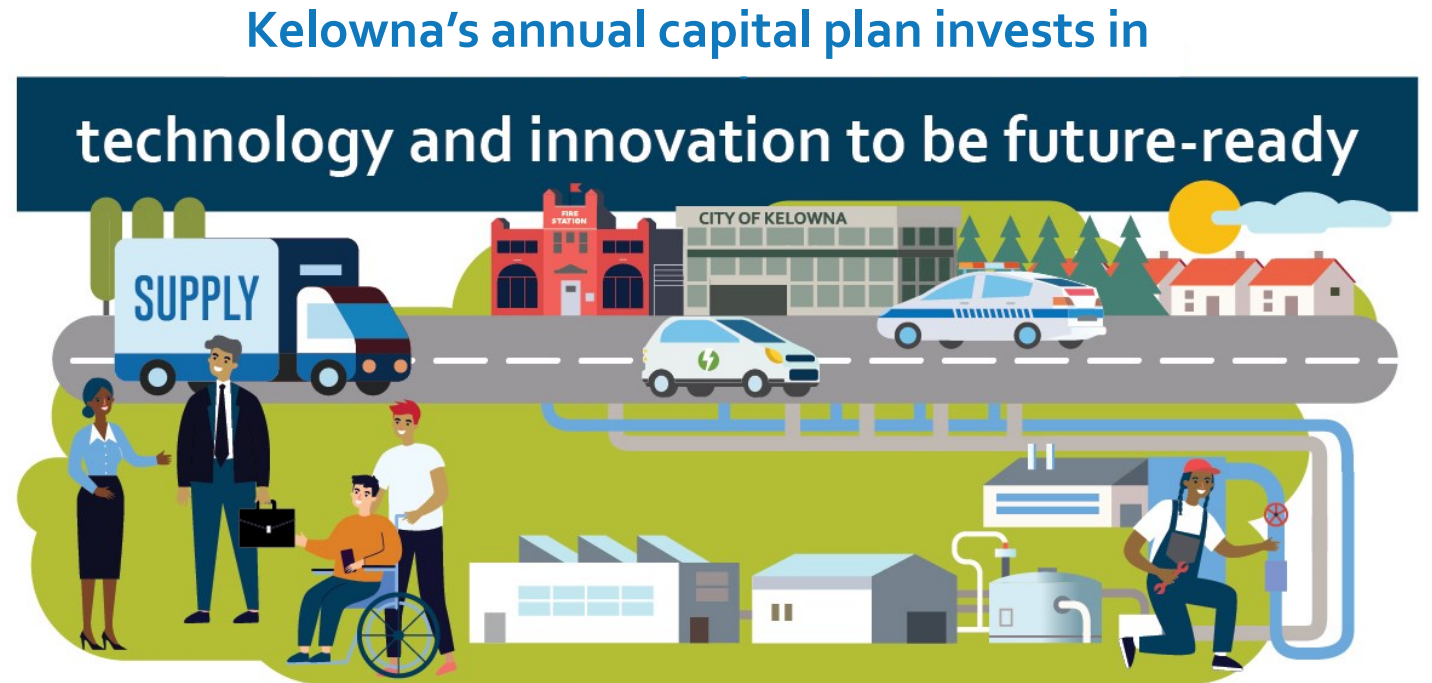 Kelowna’s annual capital plan invests in
technology and innovation to be future-ready
FIRE
STATION
CITY OF KELOWNA
SUPPLY